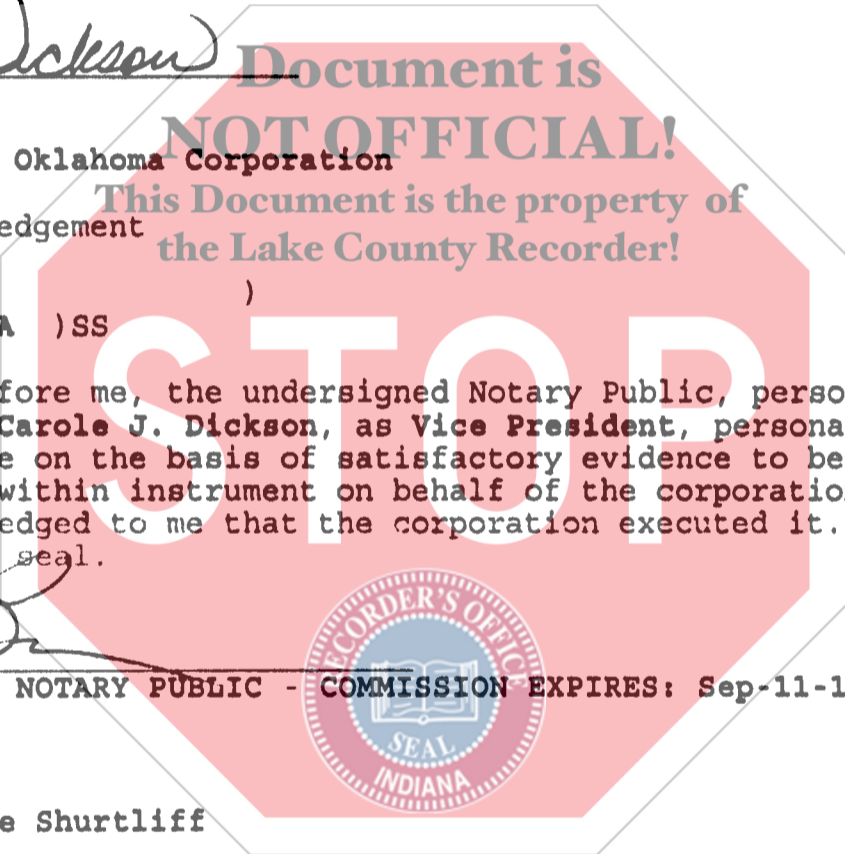 Dickson
Document is
NOT OFFICIAL!
Oklahoma Corporation
This Document is the property of
edgement
the Lake County Recorder!
)
A )SS
STOP
fore me, the undersigned Notary Public, perso
Carole J. Dickson, as Vice President, persona
e on the basis of satisfactory evidence to be
within instrument on behalf of the corporatio
edged to me that the corporation executed it.
seal.
RECORDER'S OFFICE
NOTARY PUBLIC - COMMISSION EXPIRES: Sep-11-1
SEAL
INDIANA
e Shurtliff